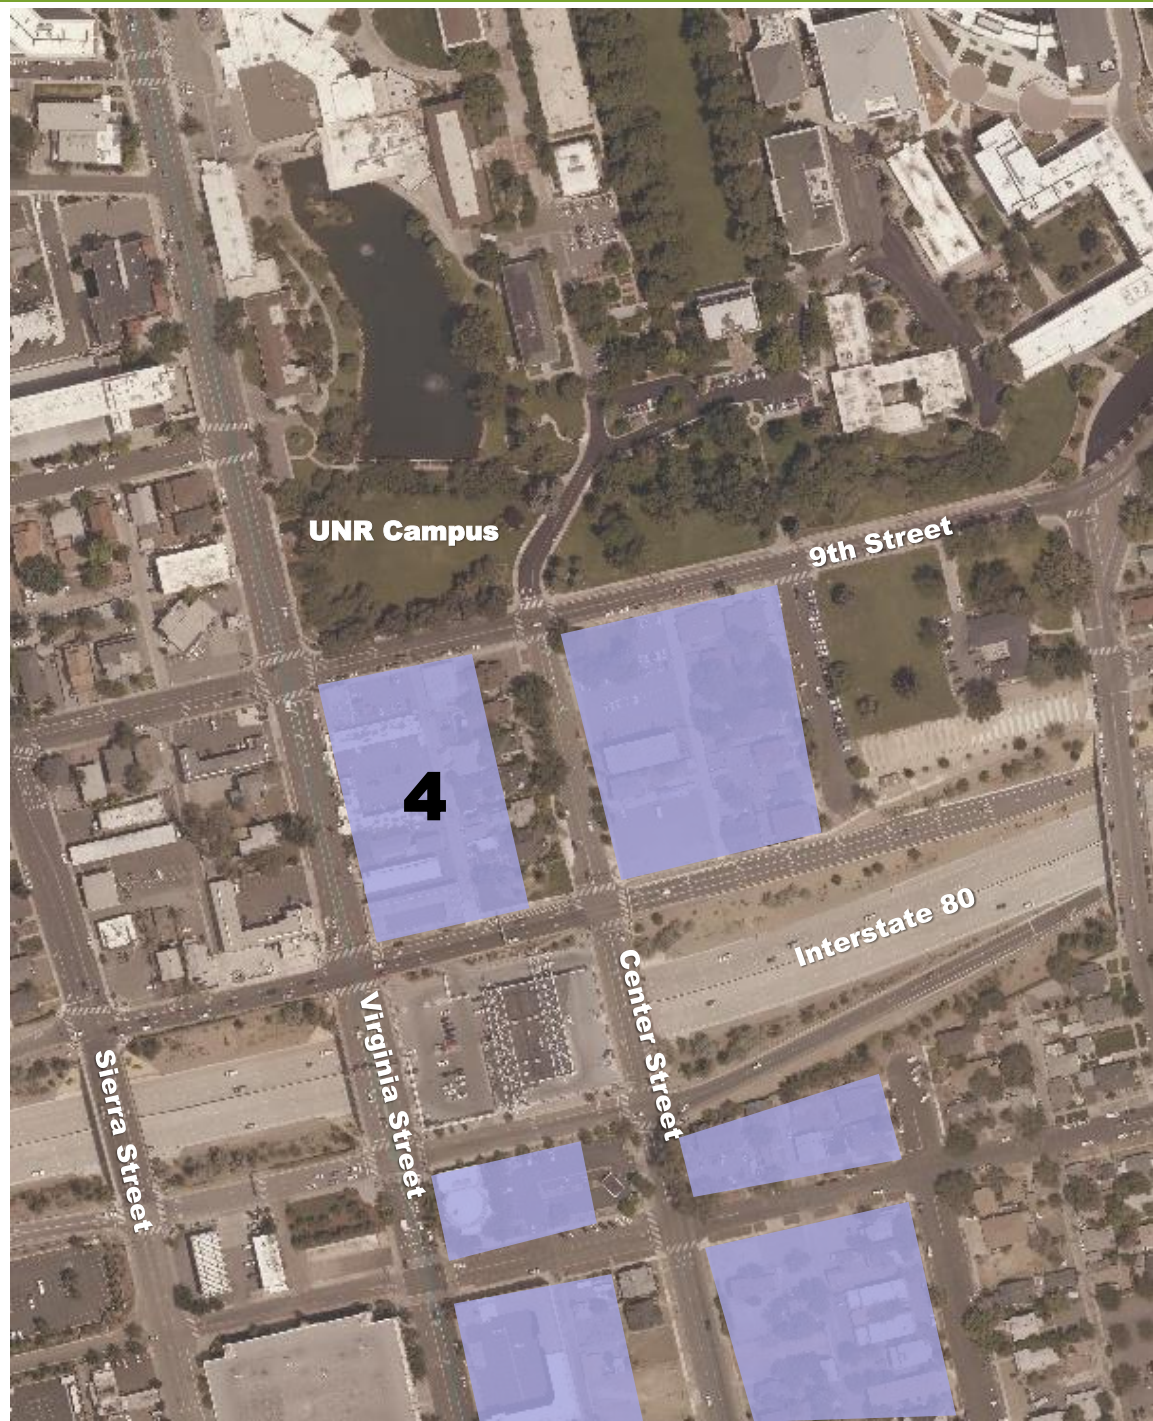 UNR Campus
9th Street
4
Interstate 80
Center Street
Virginia Street
Sierra Street